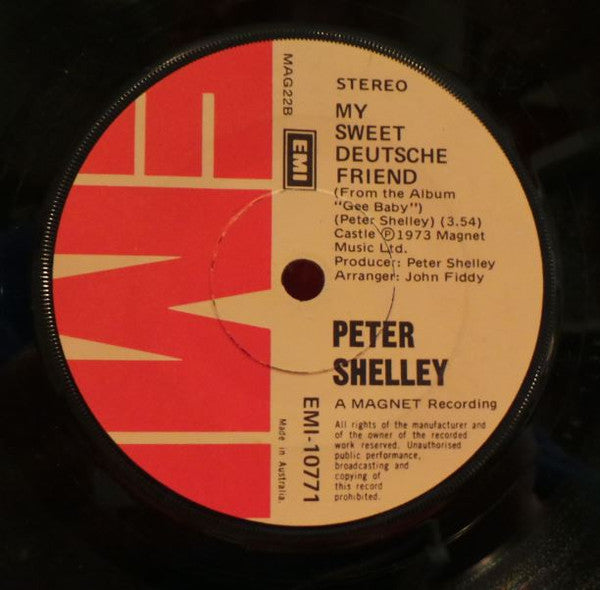 STEREO
MY
SWEET
DEUTSCHE
FRIEND
(From the Album
"Gee Baby")
(Peter Shelley) (3.54)
Castle Ⓟ1973 Magnet
Music Ltd.
Producer: Peter Shelley
Arranger: John Fiddy
PETER
SHELLEY
A MAGNET Recording
All rights of the manufacturer and
of the owner of the recorded
work reserved. Unauthorised
public performance,
broadcasting and
copying of
this record
prohibited.
MAG22B
EMI
EMI-10771
Made in Australia.
EMI